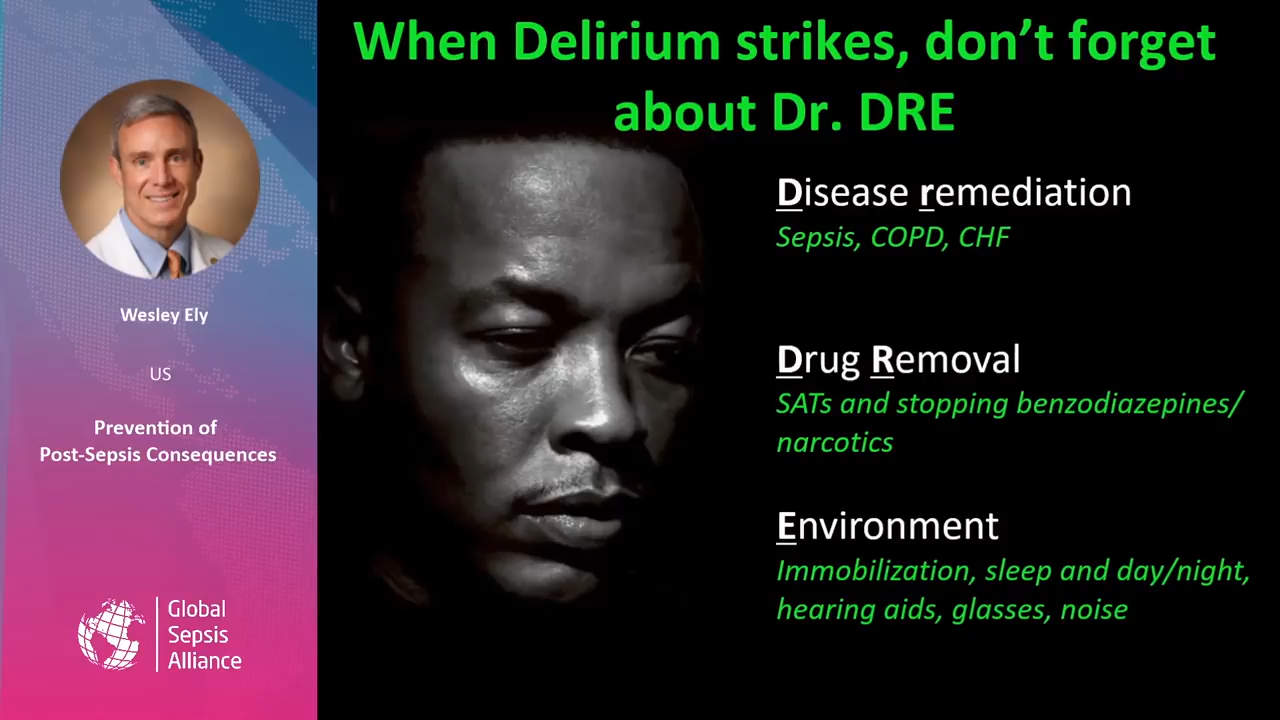 When Delirium strikes, don’t forget
about Dr. DRE
Wesley Ely
US
Prevention of
Post-Sepsis Consequences
Global
Sepsis
Alliance
Disease remediation
Sepsis, COPD, CHF
Drug Removal
SATs and stopping benzodiazepines/
narcotics
Environment
Immobilization, sleep and day/night,
hearing aids, glasses, noise